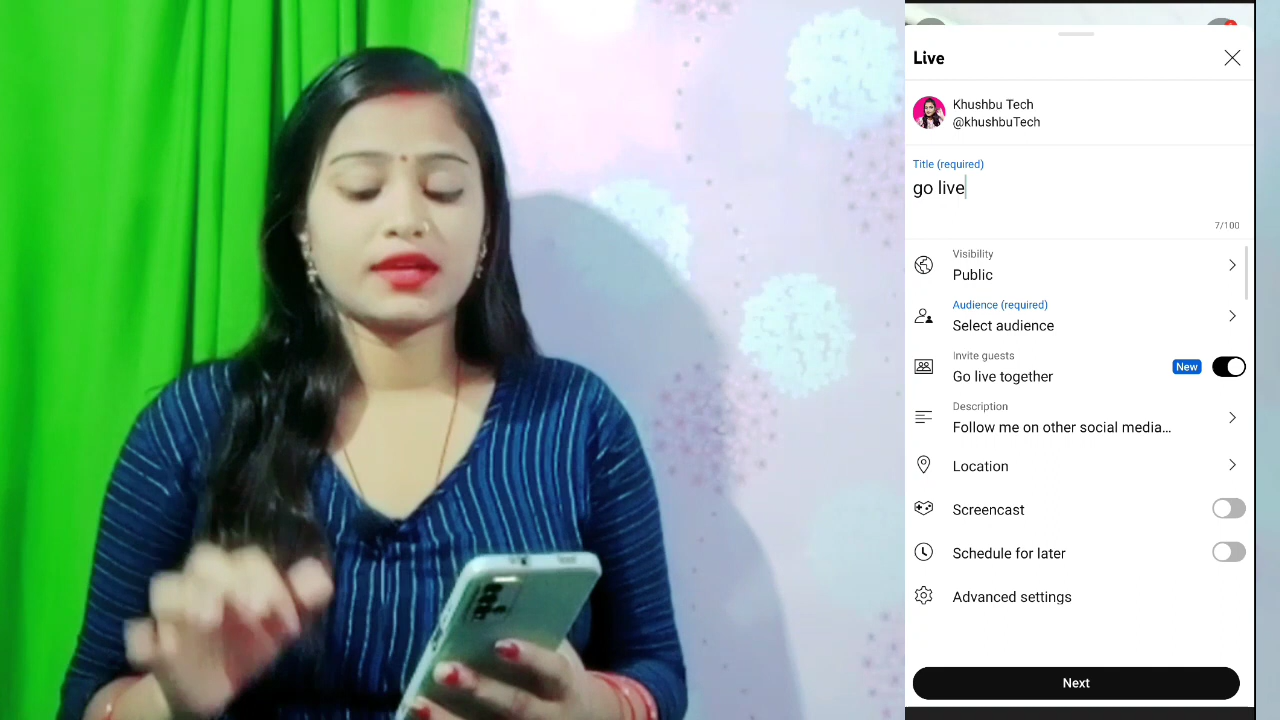 Live
Khushbu Tech
@khushbuTech
Title (required)
go live
7/100
Visibility
Public
Audience (required)
Select audience
Invite guests
Go live together
New
Description
Follow me on other social media...
Location
Screencast
Schedule for later
Advanced settings
Next